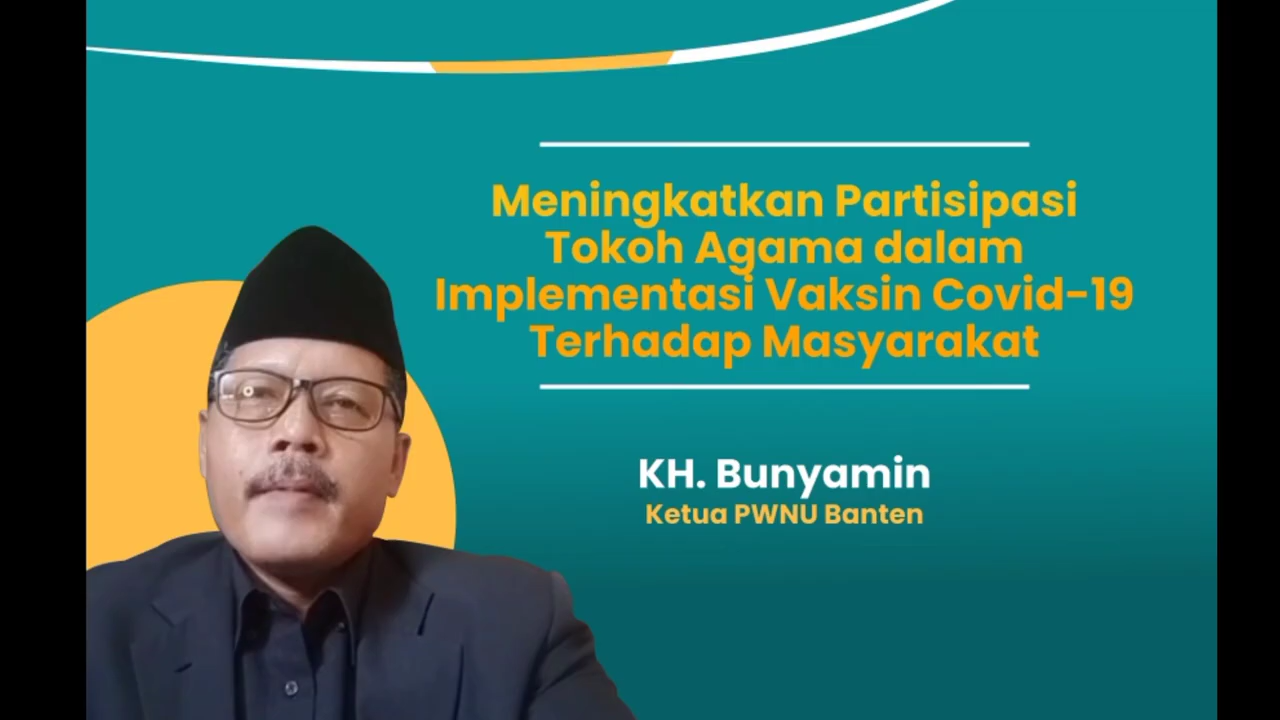 Meningkatkan Partisipasi
Tokoh Agama dalam
Implementasi Vaksin Covid-19
Terhadap Masyarakat
KH. Bunyamin
Ketua PWNU Banten